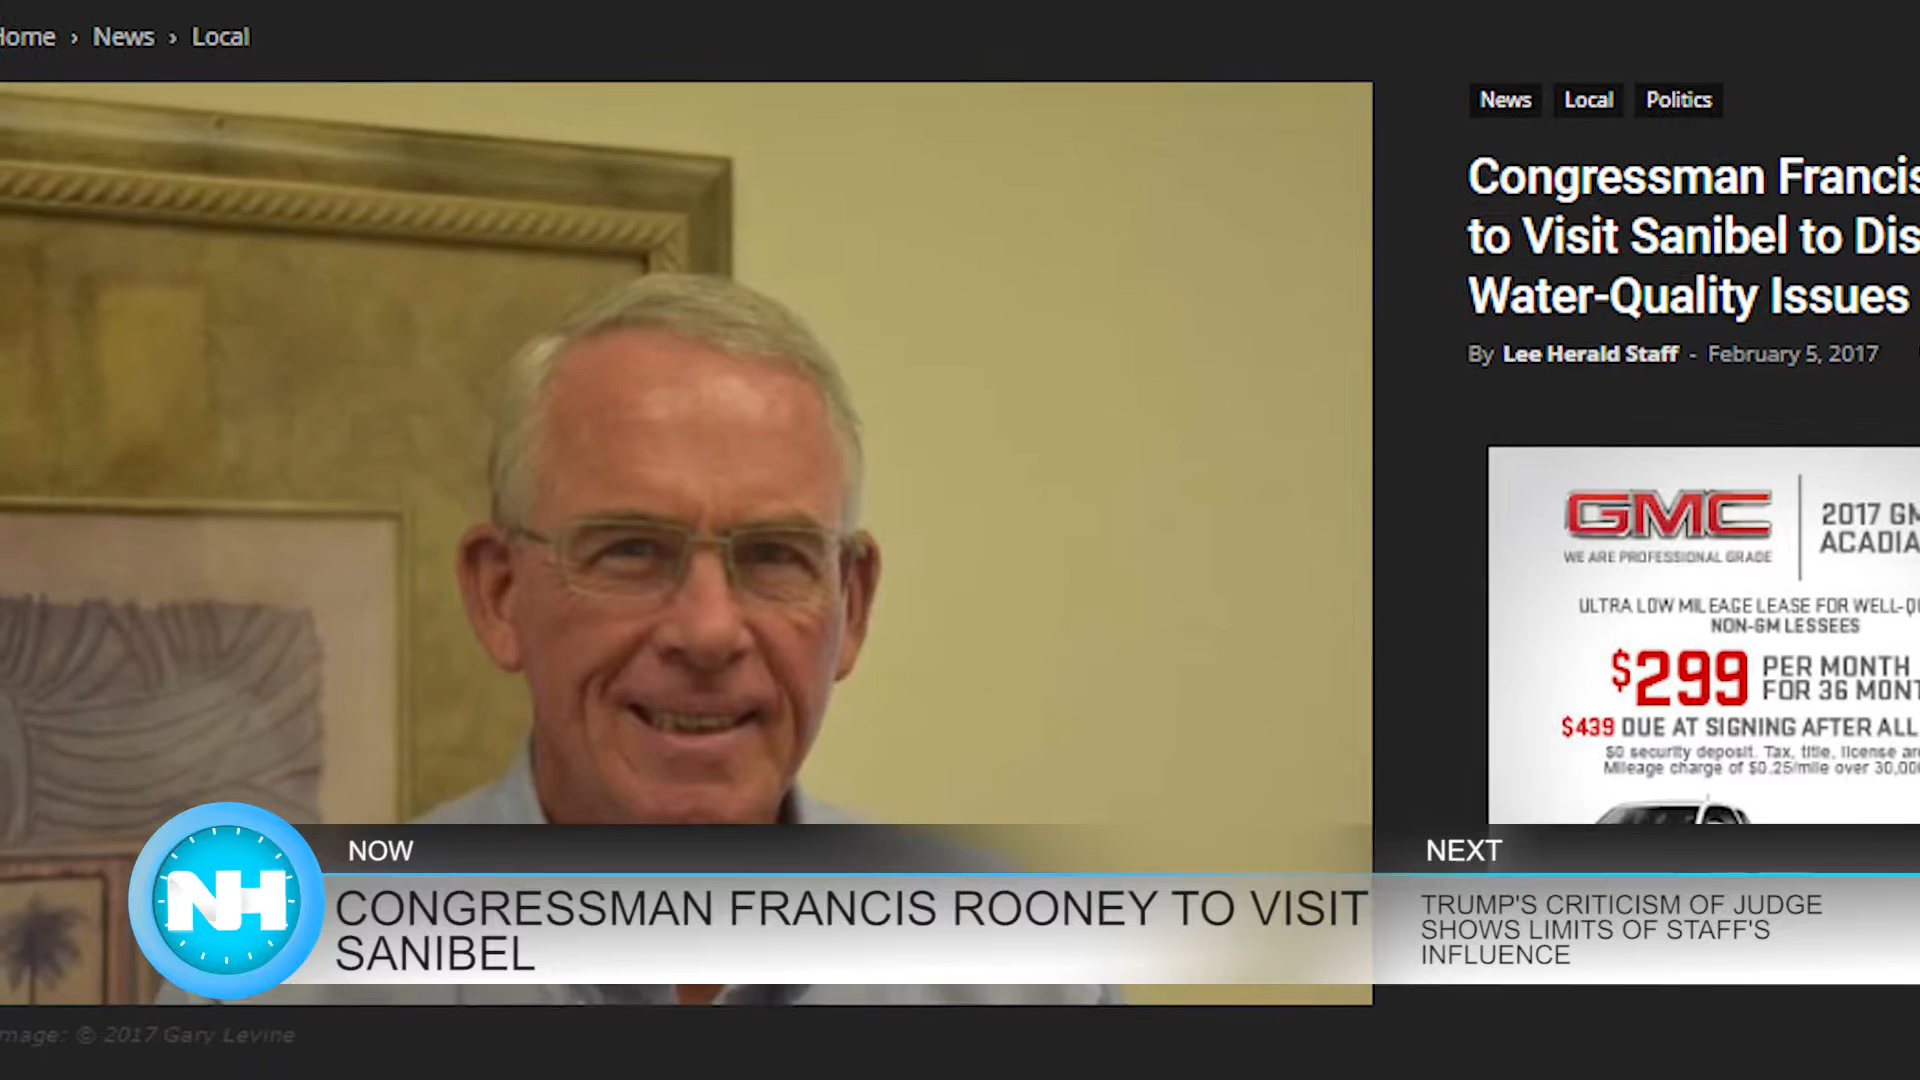 Home › News › Local
News Local Politics
Congressman Francis
to Visit Sanibel to Dis
Water-Quality Issues
By Lee Herald Staff - February 5, 2017
GMC
WE ARE PROFESSIONAL GRADE
2017 GM
ACADIA
ULTRA LOW MILEAGE LEASE FOR WELL-QU
NON-GM LESSEES
$299 PER MONTH
FOR 36 MONT
$439 DUE AT SIGNING AFTER ALL
$0 security deposit. Tax, title, license are
Mileage charge of $0.25/mile over 30,000
NH
NOW
CONGRESSMAN FRANCIS ROONEY TO VISIT
SANIBEL
NEXT
TRUMP'S CRITICISM OF JUDGE
SHOWS LIMITS OF STAFF'S
INFLUENCE
mage: © 2017 Gary Levine